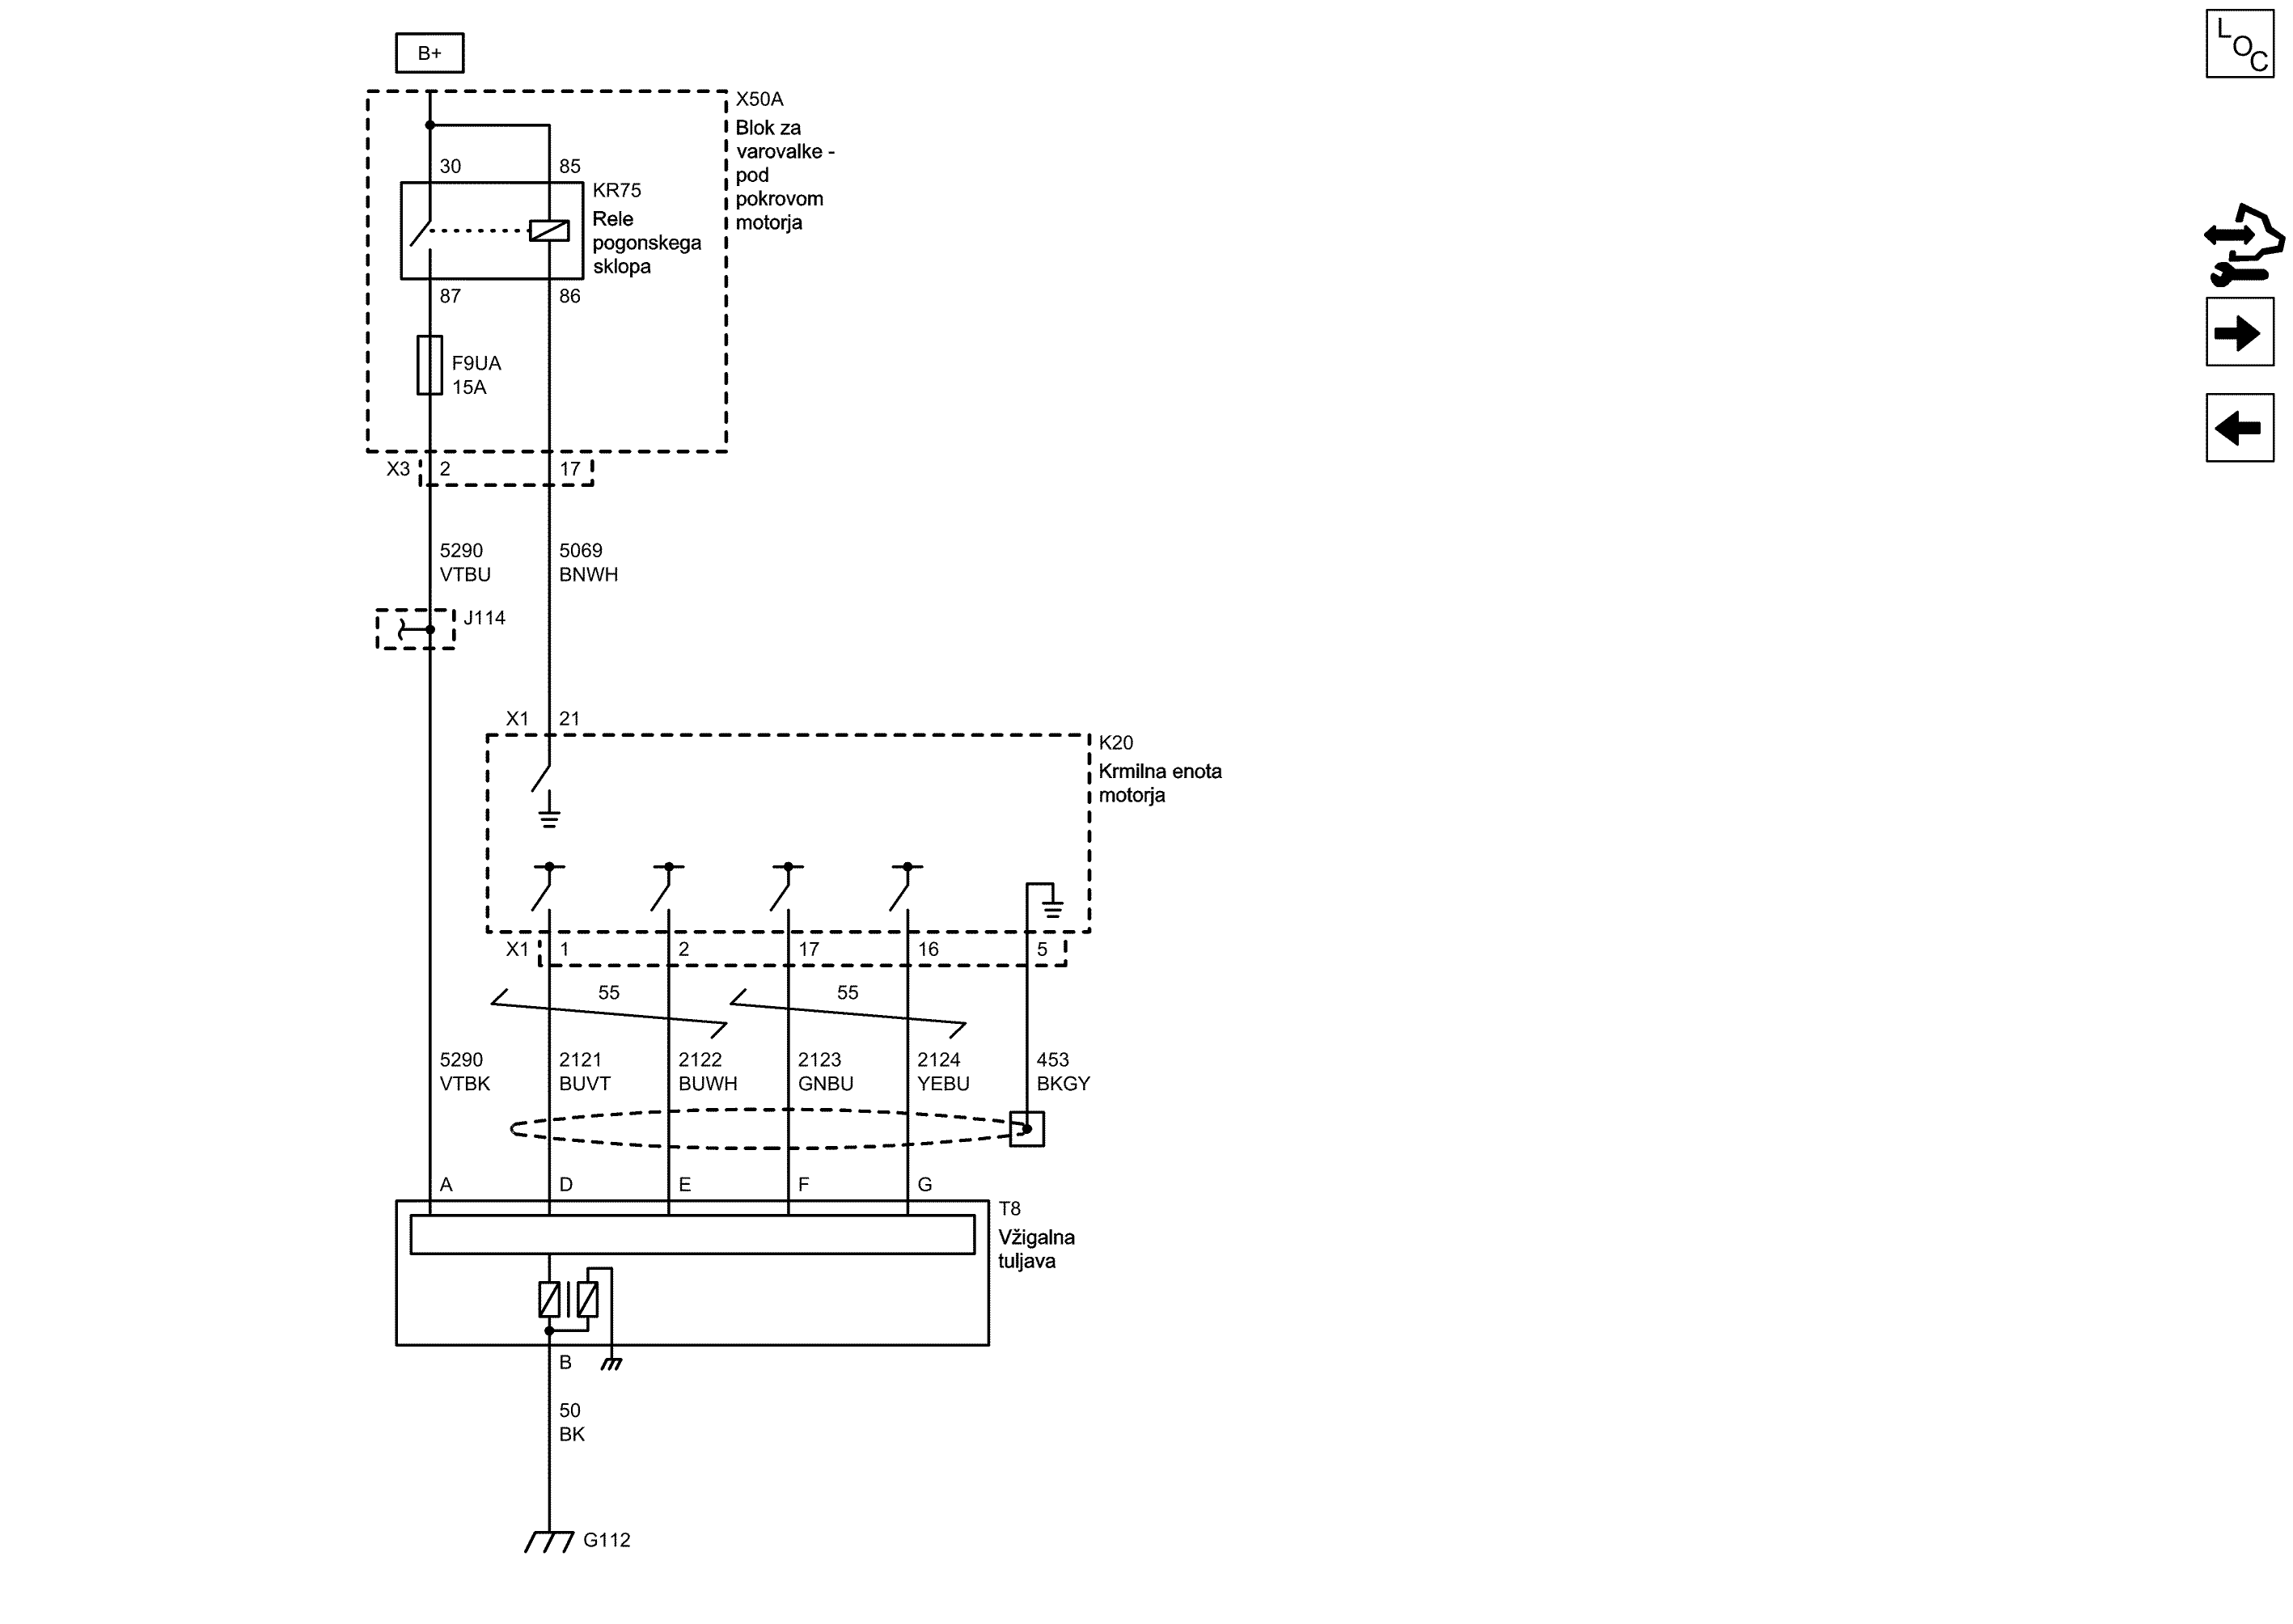 B+
LOC
X50A
Blok za
varovalke -
pod
pokrovom
motorja
30
85
KR75
Rele
pogonskega
sklopa
87
86
F9UA
15A
X3
2
17
5290
VTBU
5069
BNWH
J114
X1
21
K20
Krmilna enota
motorja
X1
1
2
17
16
5
55
55
5290
VTBK
2121
BUVT
2122
BUWH
2123
GNBU
2124
YEBU
453
BKGY
A
D
E
F
G
T8
Vžigalna
tuljava
B
50
BK
G112